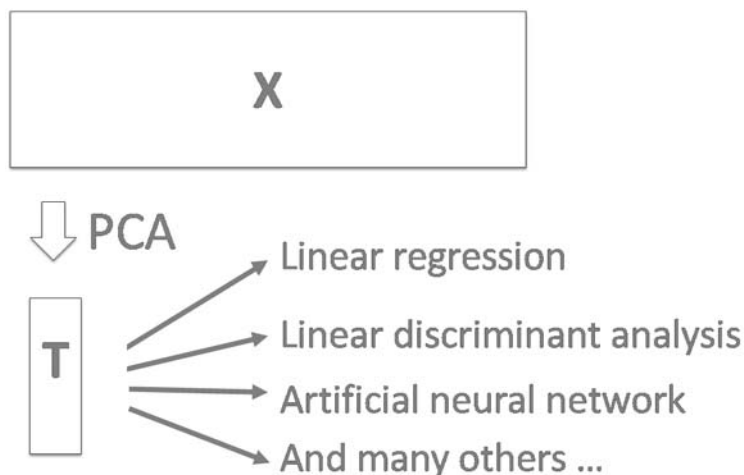 X
PCA
Linear regression
T
Linear discriminant analysis
Artificial neural network
And many others ...